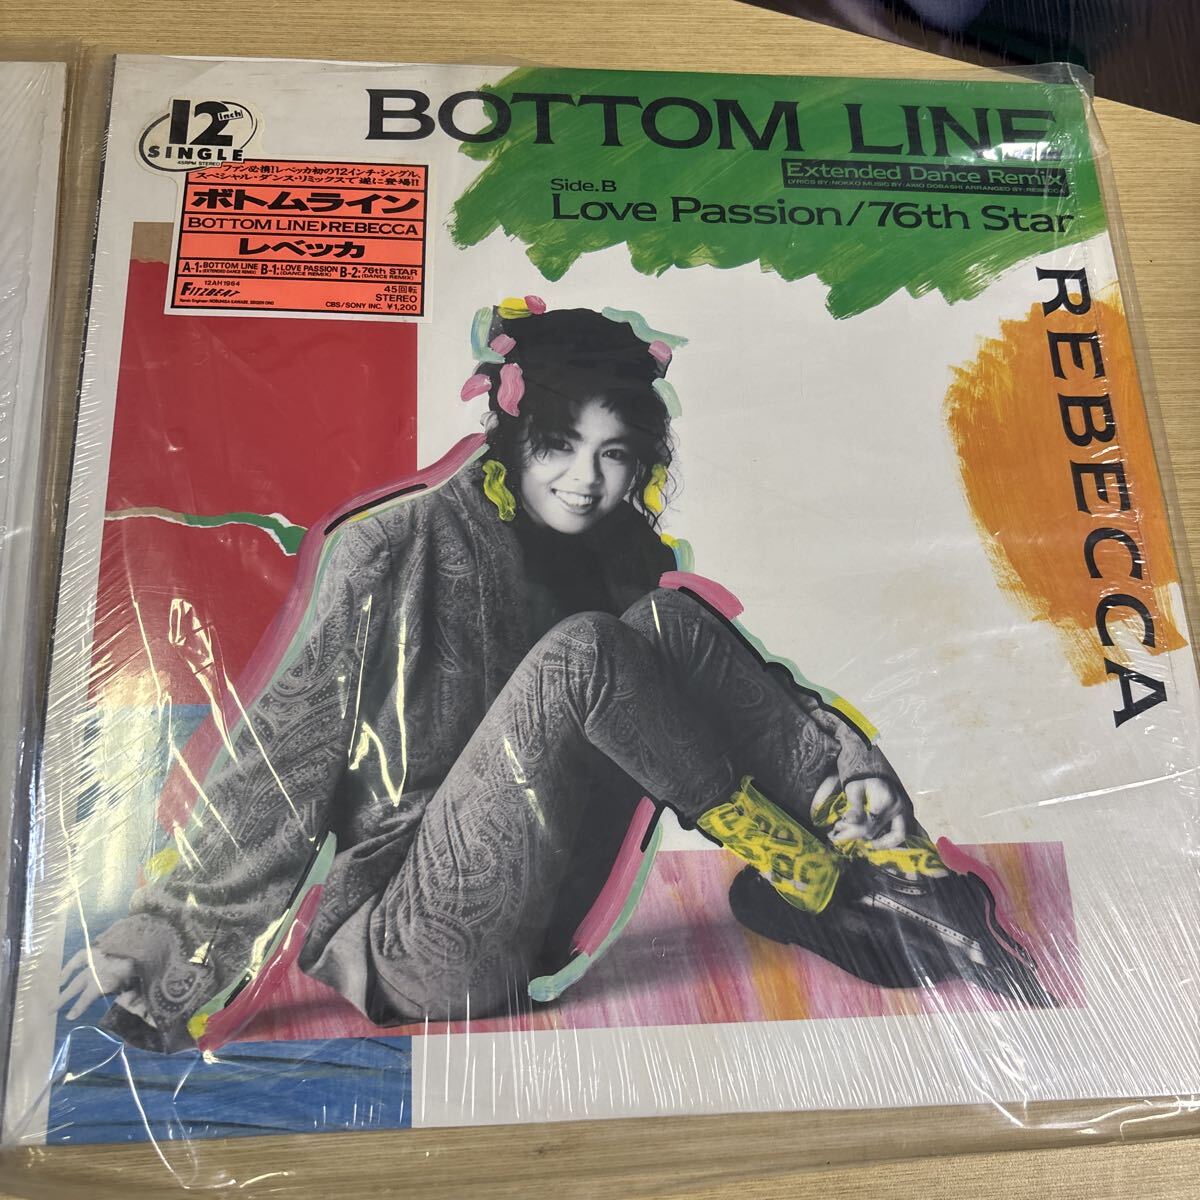 BOTTOM LINE
Extended Dance Remix
LYRICS BY: NOKKO MUSIC BY: AKIO DOBASHI ARRANGED BY: REBECCA
Side.B
Love Passion/76th Star
REBECCA
12 inch
SINGLE
45RPM STEREO
ファン必携!!レベッカ初の12インチ・シングル、
スペシャル・ダンス・リミックスで遂に登場!!
ボトムライン
BOTTOM LINE>REBECCA
レベッカ
A-1: BOTTOM LINE (EXTENDED DANCE REMIX) B-1: LOVE PASSION (DANCE REMIX) B-2: 76th STAR (DANCE REMIX)
12AH1964
FITZBEAT
45回転
STEREO
CBS/SONY INC. ¥1,200